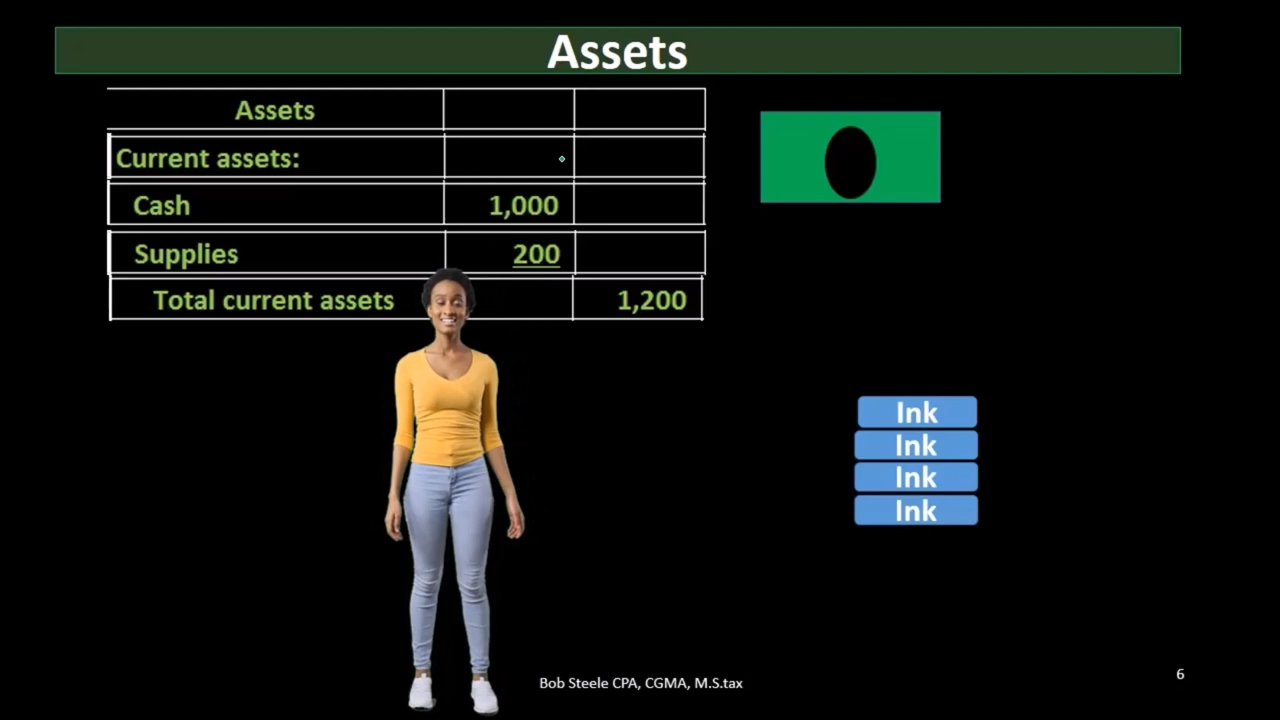 Assets
Assets
Current assets:
Cash 1,000
Supplies 200
Total current assets 1,200
Ink
Ink
Ink
Ink
Bob Steele CPA, CGMA, M.S.tax
6